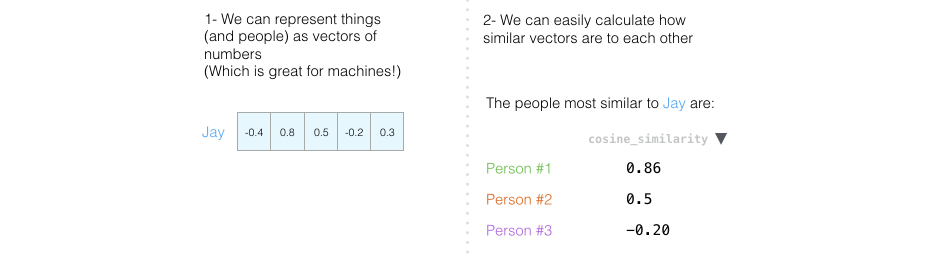 1- We can represent things
(and people) as vectors of
numbers
(Which is great for machines!)
Jay -0.4 0.8 0.5 -0.2 0.3
2- We can easily calculate how
similar vectors are to each other
The people most similar to Jay are:
cosine_similarity ▼
Person #1 0.86
Person #2 0.5
Person #3 -0.20